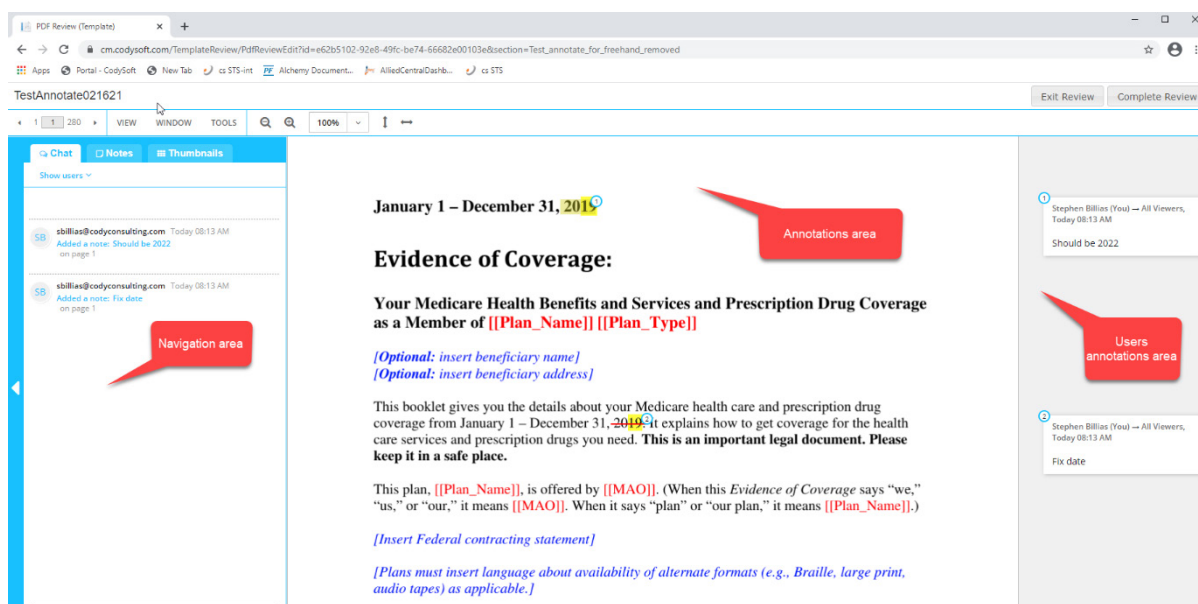 PDF Review (Template)
cm.codysoft.com/TemplateReview/PdfReviewEdit?id=e62b5102-92e8-49fc-be74-66682e00103e&section=Test_annotate_for_freehand_removed
Apps Portal - CodySoft New Tab cs STS-int PF Alchemy Document... AlliedCentralDashb... cs STS
TestAnnotate021621 Exit Review Complete Review
1 1 280 VIEW WINDOW TOOLS 100%
Chat Notes Thumbnails
Show users
SB
sbillias@codyconsulting.com Today 08:13 AM
Added a note: Should be 2022
on page 1
SB
sbillias@codyconsulting.com Today 08:13 AM
Added a note: Fix date
on page 1
Navigation area
January 1 – December 31, 2019 1
Annotations area
Evidence of Coverage:
Your Medicare Health Benefits and Services and Prescription Drug Coverage
as a Member of [[Plan_Name]] [[Plan_Type]]
[Optional: insert beneficiary name]
[Optional: insert beneficiary address]
This booklet gives you the details about your Medicare health care and prescription drug
coverage from January 1 – December 31, 2019. 2 It explains how to get coverage for the health
care services and prescription drugs you need. This is an important legal document. Please
keep it in a safe place.
This plan, [[Plan_Name]], is offered by [[MAO]]. (When this Evidence of Coverage says “we,”
“us,” or “our,” it means [[MAO]]. When it says “plan” or “our plan,” it means [[Plan_Name]].)
[Insert Federal contracting statement]
[Plans must insert language about availability of alternate formats (e.g., Braille, large print,
audio tapes) as applicable.]
1
Stephen Billias (You) → All Viewers,
Today 08:13 AM
Should be 2022
Users
annotations area
2
Stephen Billias (You) → All Viewers,
Today 08:13 AM
Fix date